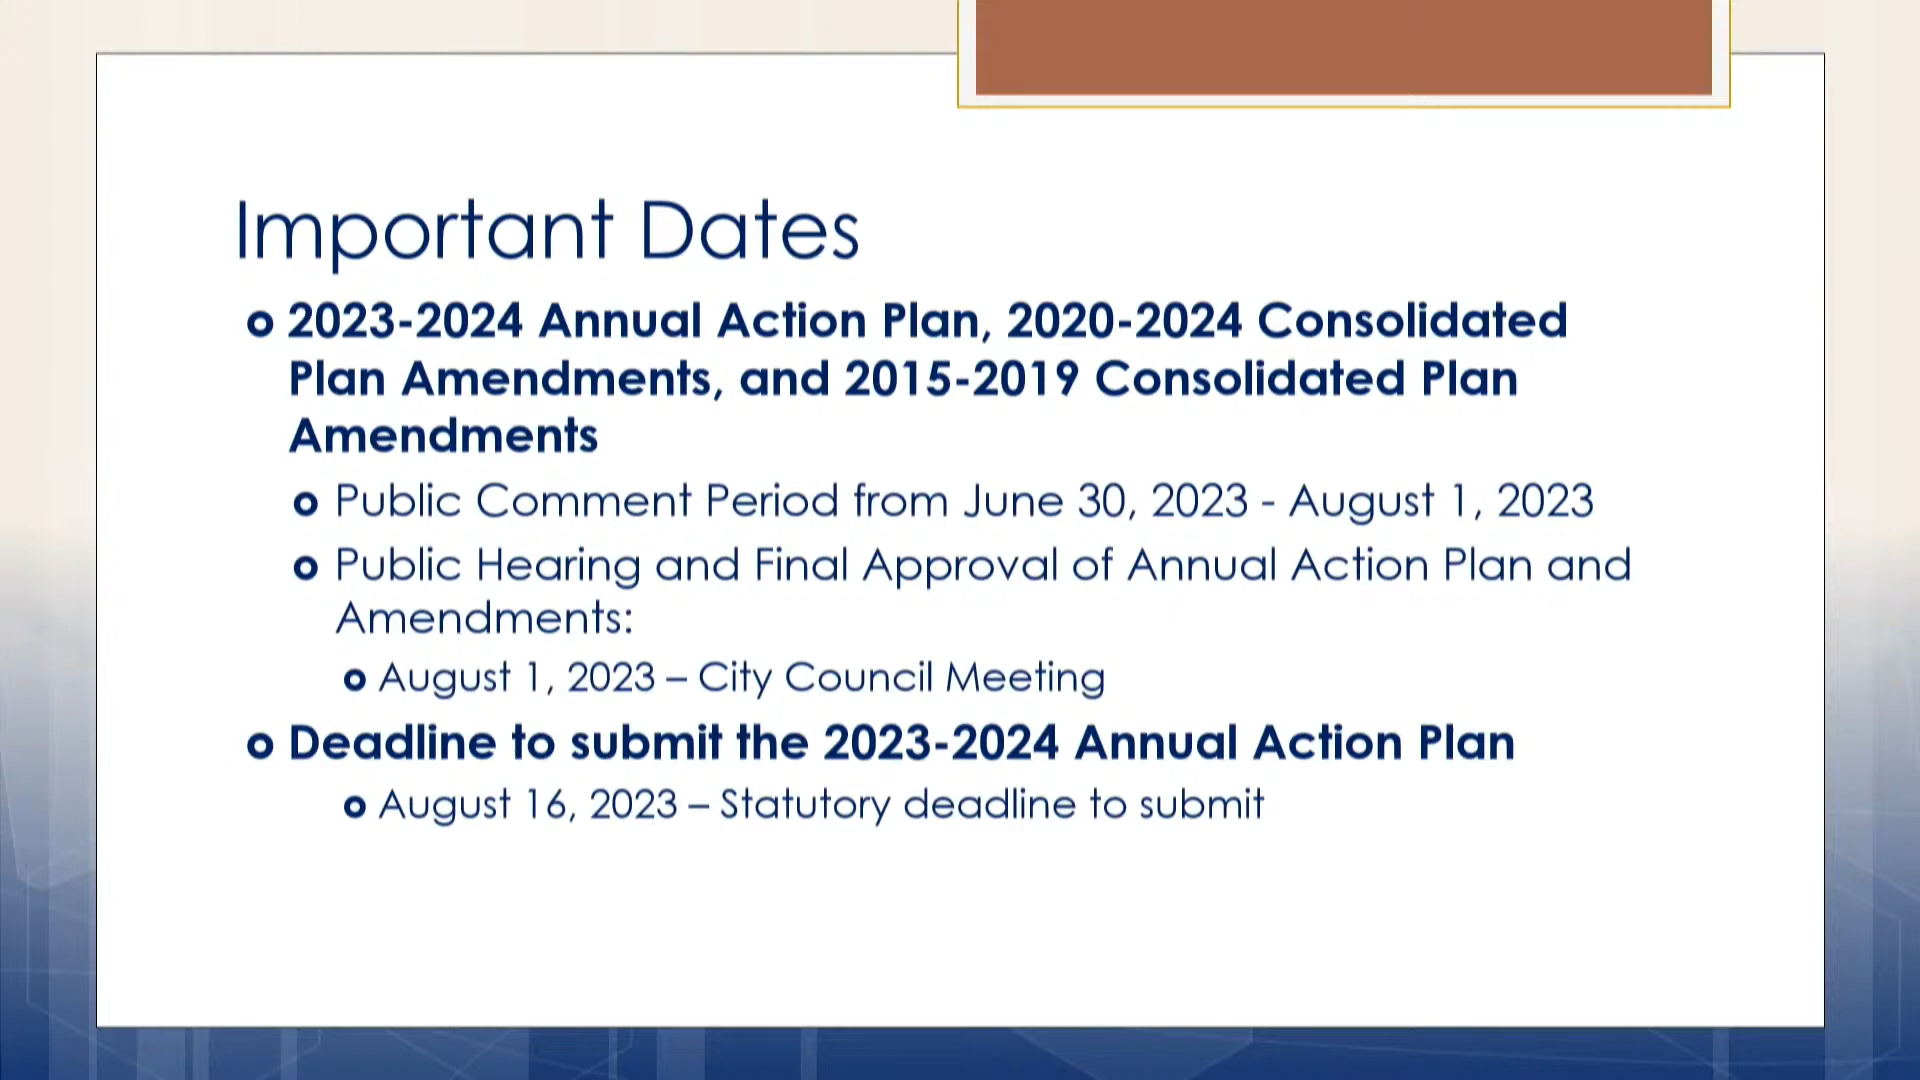 Important Dates
2023-2024 Annual Action Plan, 2020-2024 Consolidated
Plan Amendments, and 2015-2019 Consolidated Plan
Amendments
Public Comment Period from June 30, 2023 - August 1, 2023
Public Hearing and Final Approval of Annual Action Plan and
Amendments:
August 1, 2023 – City Council Meeting
Deadline to submit the 2023-2024 Annual Action Plan
August 16, 2023 – Statutory deadline to submit